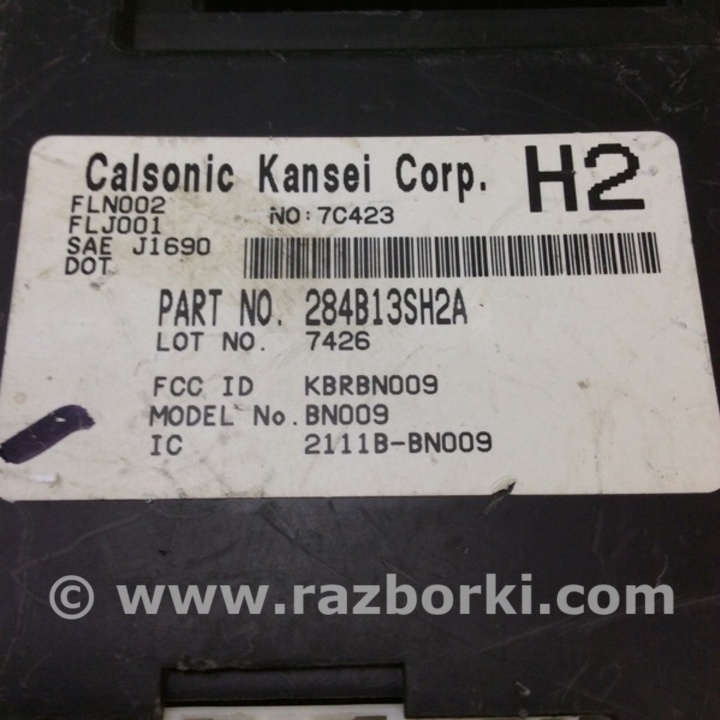 Calsonic Kansei Corp. H2
FLN002
FLJ001
NO:7C423
SAE J1690
DOT
PART NO. 284B13SH2A
LOT NO. 7426
FCC ID KBRBN009
MODEL No. BN009
IC 2111B-BN009
© www.razborki.com